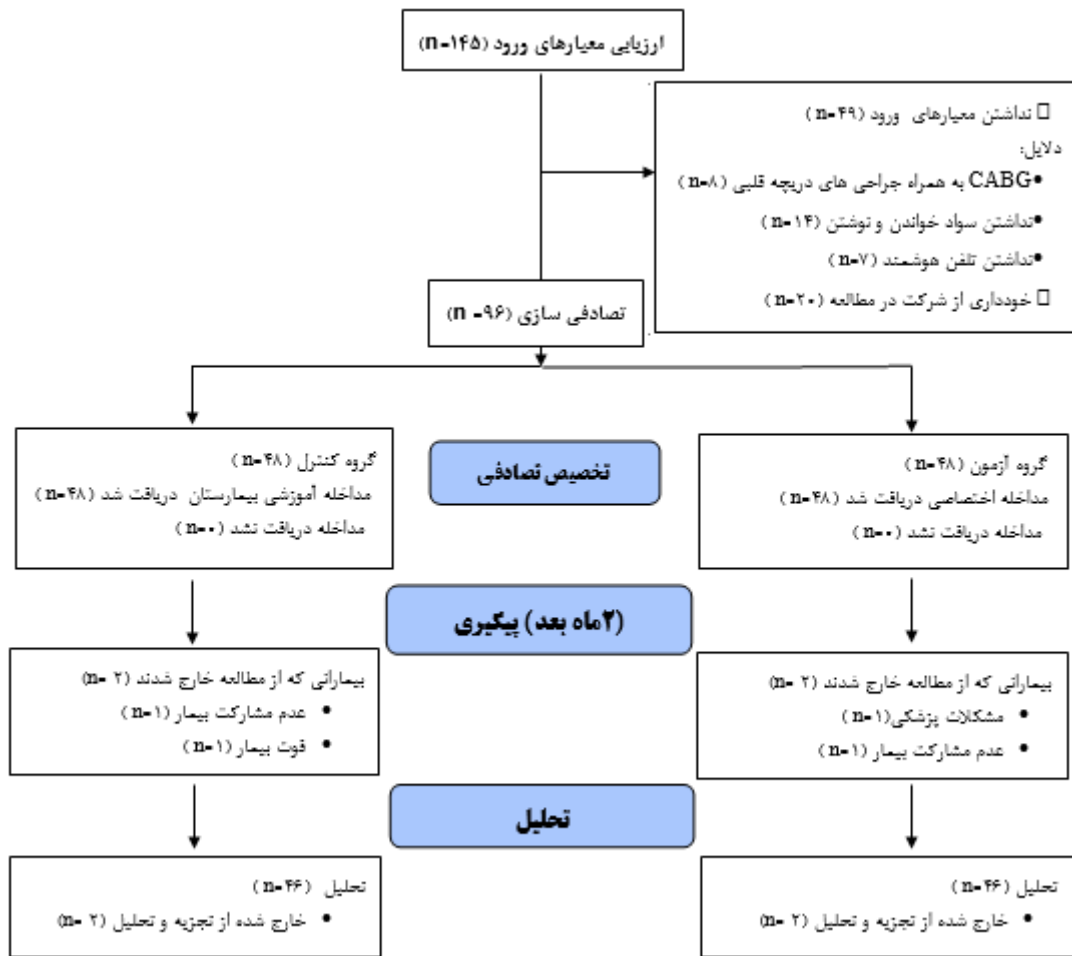 ارزیابی معیارهای ورود (n=۱۴۵)
نداشتن معیارهای ورود (n=۴۹)
دلایل:
•CABG به همراه جراحی های دریچه قلبی (n=۸)
•نداشتن سواد خواندن و نوشتن (n=۱۴)
•نداشتن تلفن هوشمند (n=۷)
خودداری از شرکت در مطالعه (n=۲۰)
تصادفی سازی (n =۹۶)
تخصیص تصادفی
گروه آزمون (n=۴۸)
مداخله اختصاصی دریافت شد (n=۴۸)
مداخله دریافت نشد (n=۰)
گروه کنترل (n=۴۸)
مداخله آموزشی بیمارستان دریافت شد (n=۴۸)
مداخله دریافت نشد (n=۰)
(۲ماه بعد) پیگیری
بیمارانی که از مطالعه خارج شدند (n= ۲)
• مشکلات پزشکی(n=۱)
• عدم مشارکت بیمار (n=۱)
بیمارانی که از مطالعه خارج شدند (n= ۲)
• عدم مشارکت بیمار (n=۱)
• فوت بیمار (n=۱)
تحلیل
تحلیل (n=۴۶)
• خارج شده از تجزیه و تحلیل (n= ۲)
تحلیل (n=۴۶)
• خارج شده از تجزیه و تحلیل (n= ۲)